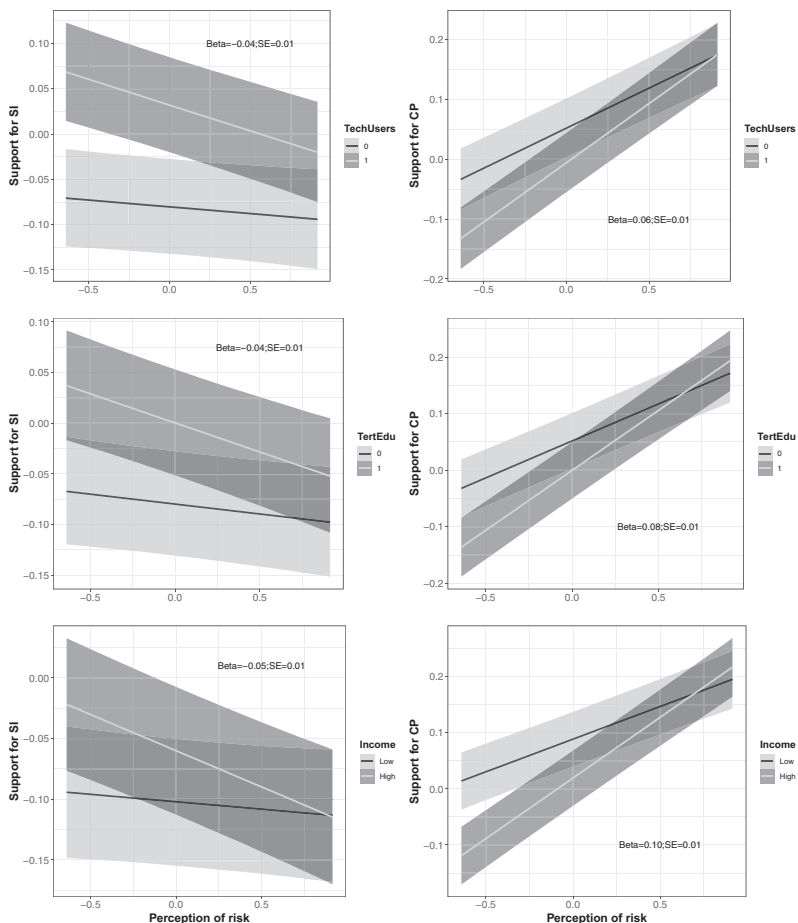 Support for SI
0.10
0.05
0.00
−0.05
−0.10
−0.15
−0.5
0.0
0.5
Beta=−0.04;SE=0.01
TechUsers
0
1
Support for CP
0.2
0.1
0.0
−0.1
−0.2
−0.5
0.0
0.5
Beta=0.06;SE=0.01
TechUsers
0
1
Support for SI
0.10
0.05
0.00
−0.05
−0.10
−0.15
−0.5
0.0
0.5
Beta=−0.04;SE=0.01
TertEdu
0
1
Support for CP
0.2
0.1
0.0
−0.1
−0.2
−0.5
0.0
0.5
Beta=0.08;SE=0.01
TertEdu
0
1
Support for SI
0.00
−0.05
−0.10
−0.15
−0.5
0.0
0.5
Perception of risk
Beta=−0.05;SE=0.01
Income
Low
High
Support for CP
0.2
0.1
0.0
−0.1
−0.5
0.0
0.5
Perception of risk
Beta=0.10;SE=0.01
Income
Low
High